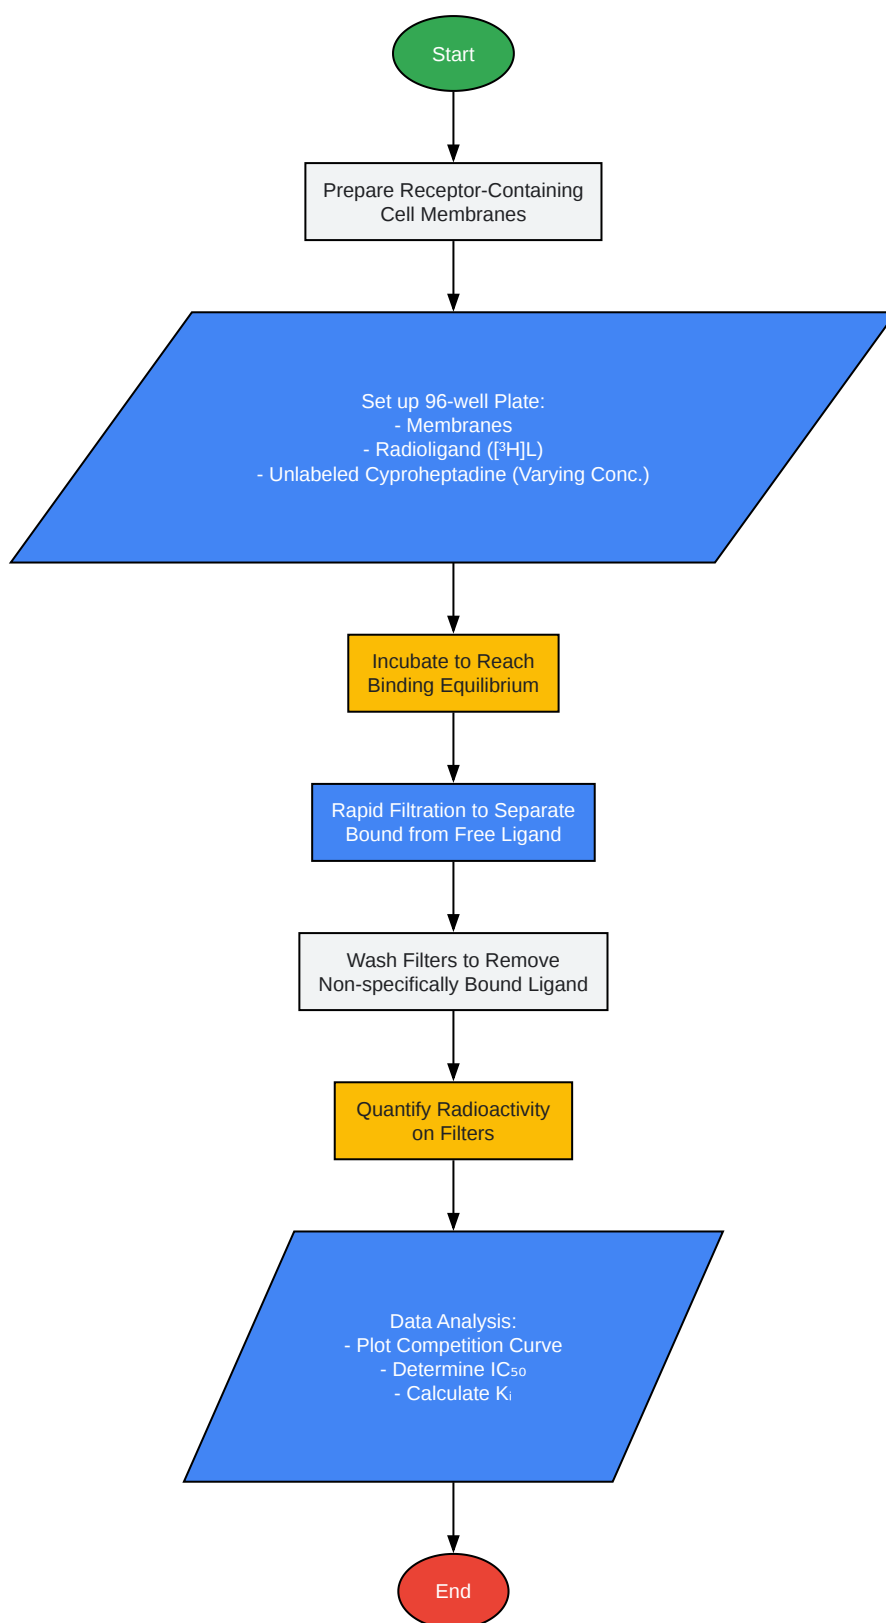 Start
Prepare Receptor-Containing
Cell Membranes
Set up 96-well Plate:
- Membranes
- Radioligand ([³H]L)
- Unlabeled Cyproheptadine (Varying Conc.)
Incubate to Reach
Binding Equilibrium
Rapid Filtration to Separate
Bound from Free Ligand
Wash Filters to Remove
Non-specifically Bound Ligand
Quantify Radioactivity
on Filters
Data Analysis:
- Plot Competition Curve
- Determine IC₅₀
- Calculate Kᵢ
End